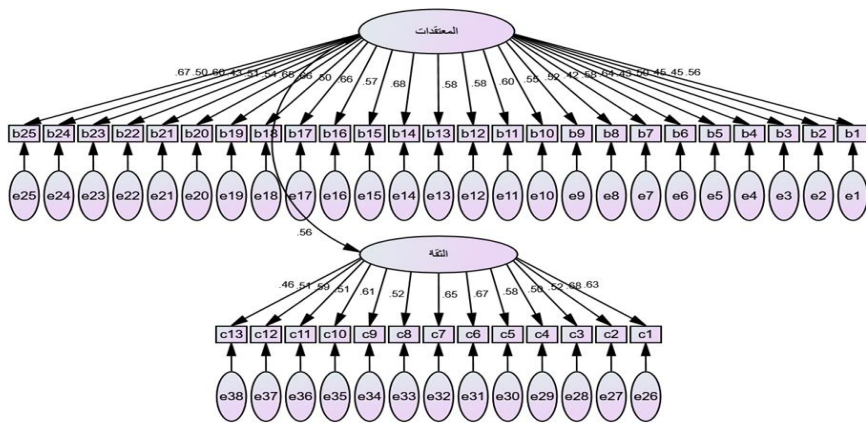 المعتقدات
.67 .50 .60 .43 .51 .54 .68 .66 .50 .66 .57 .68 .58 .58 .60 .55 .52 .42 .58 .64 .43 .50 .45 .45 .56
b25 b24 b23 b22 b21 b20 b19 b18 b17 b16 b15 b14 b13 b12 b11 b10 b9 b8 b7 b6 b5 b4 b3 b2 b1
e25 e24 e23 e22 e21 e20 e19 e18 e17 e16 e15 e14 e13 e12 e11 e10 e9 e8 e7 e6 e5 e4 e3 e2 e1
.56
الثقة
.46 .51 .59 .51 .61 .52 .65 .67 .58 .50 .52 .68 .63
c13 c12 c11 c10 c9 c8 c7 c6 c5 c4 c3 c2 c1
e38 e37 e36 e35 e34 e33 e32 e31 e30 e29 e28 e27 e26